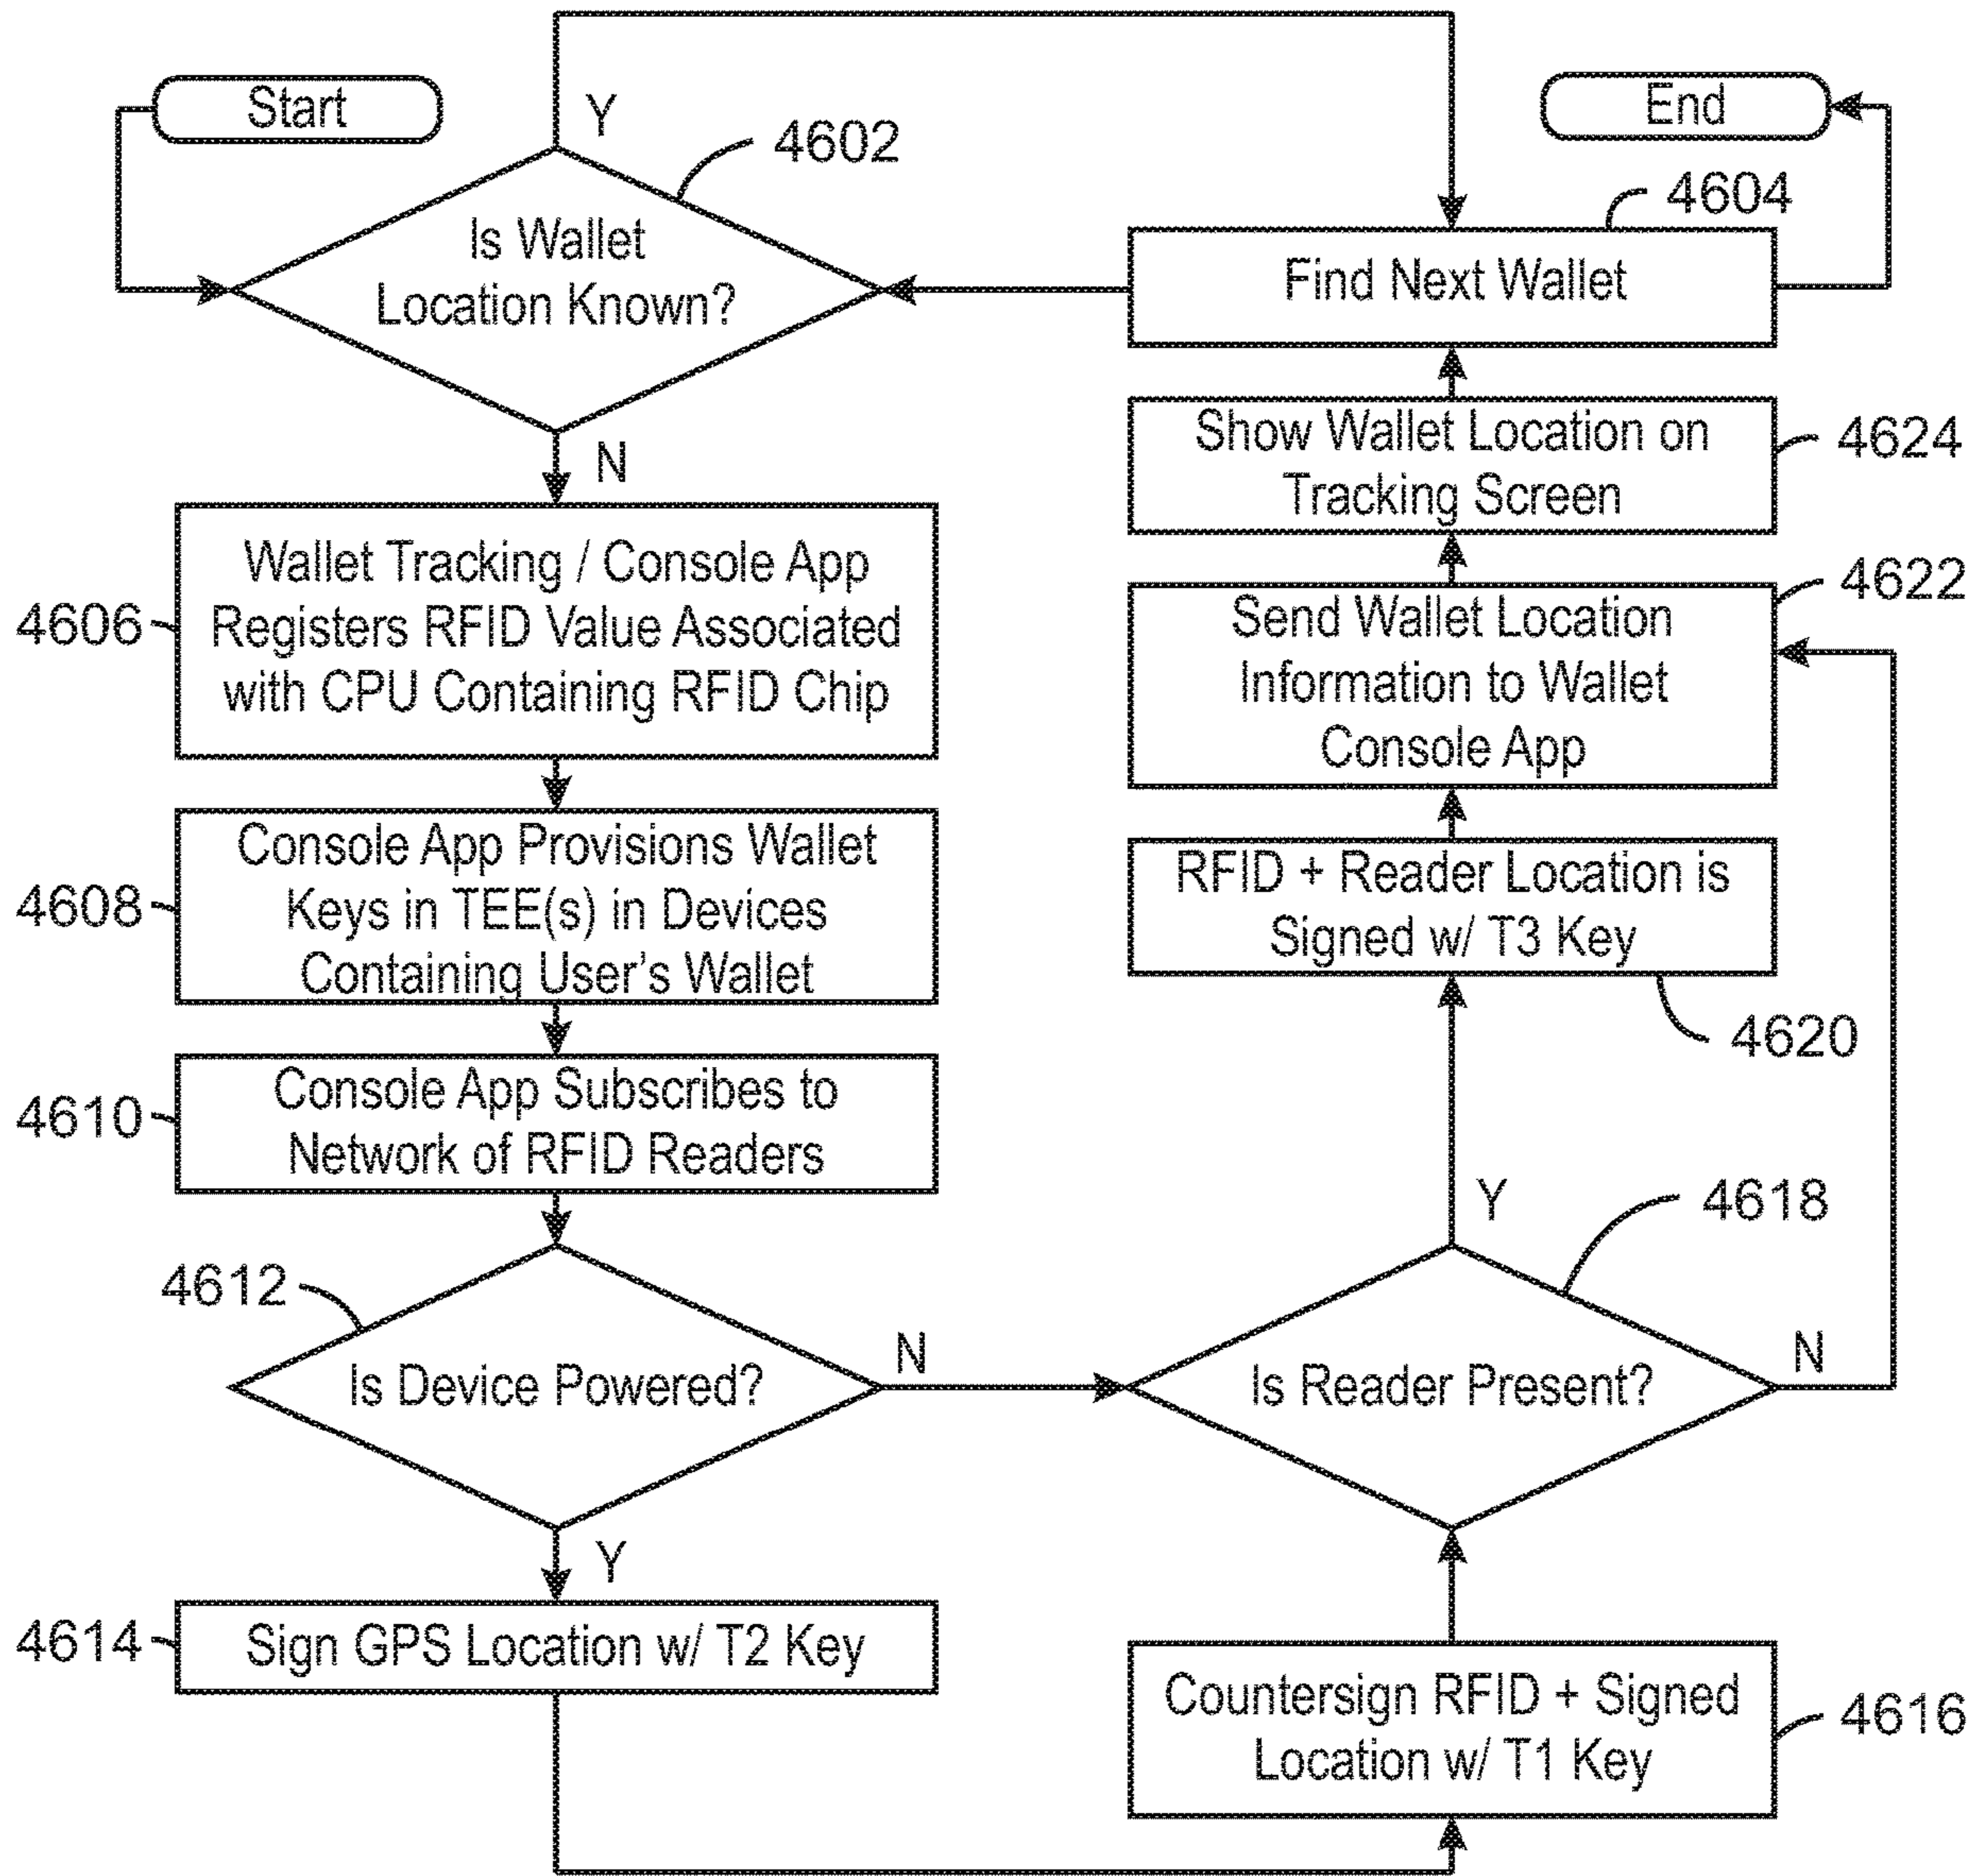 Start
End
Y
4602
4604
Is Wallet
Location Known?
Find Next Wallet
N
Show Wallet Location on
Tracking Screen
4624
4606
Wallet Tracking / Console App
Registers RFID Value Associated
with CPU Containing RFID Chip
Send Wallet Location
Information to Wallet
Console App
4622
4608
Console App Provisions Wallet
Keys in TEE(s) in Devices
Containing User's Wallet
RFID + Reader Location is
Signed w/ T3 Key
4620
4610
Console App Subscribes to
Network of RFID Readers
Y
4618
4612
Is Device Powered?
N
Is Reader Present?
N
Y
4614
Sign GPS Location w/ T2 Key
Countersign RFID + Signed
Location w/ T1 Key
4616